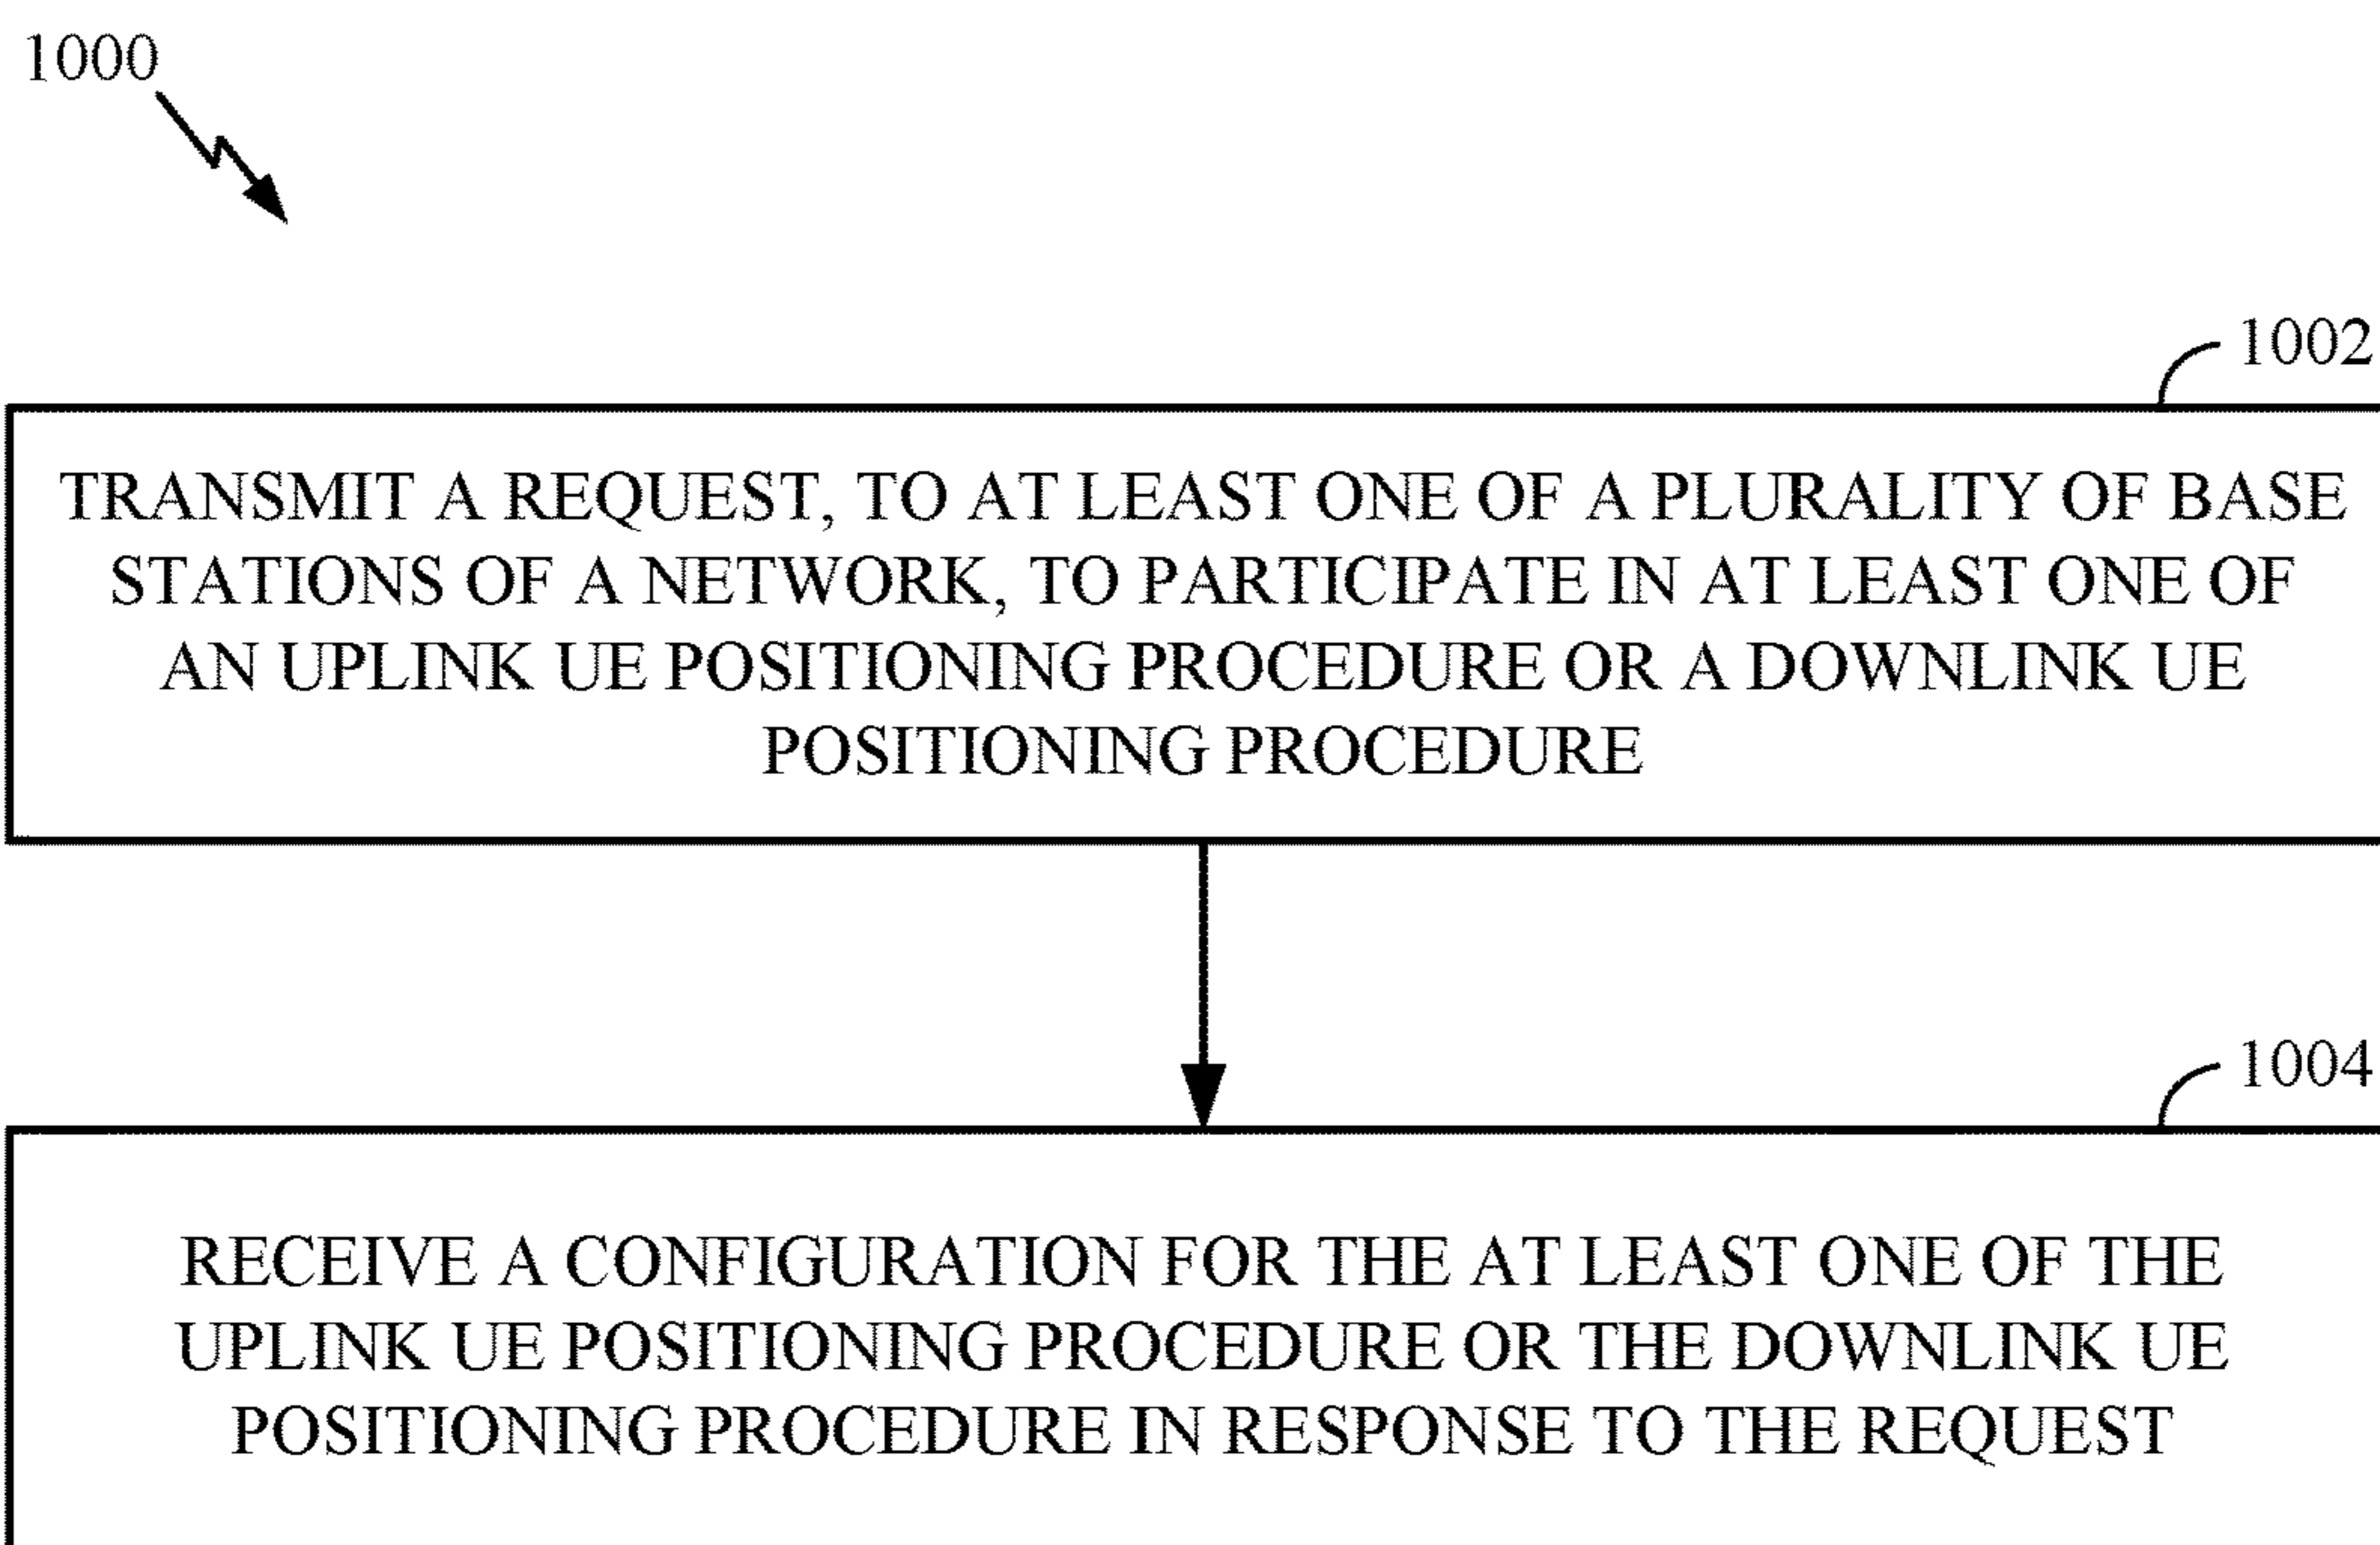 1000
1002
TRANSMIT A REQUEST, TO AT LEAST ONE OF A PLURALITY OF BASE
STATIONS OF A NETWORK, TO PARTICIPATE IN AT LEAST ONE OF
AN UPLINK UE POSITIONING PROCEDURE OR A DOWNLINK UE
POSITIONING PROCEDURE
1004
RECEIVE A CONFIGURATION FOR THE AT LEAST ONE OF THE
UPLINK UE POSITIONING PROCEDURE OR THE DOWNLINK UE
POSITIONING PROCEDURE IN RESPONSE TO THE REQUEST